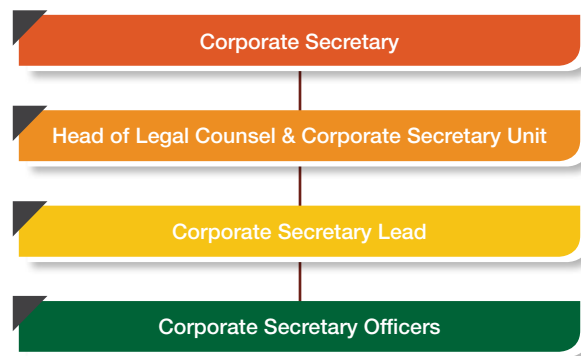 Corporate Secretary
Head of Legal Counsel & Corporate Secretary Unit
Corporate Secretary Lead
Corporate Secretary Officers